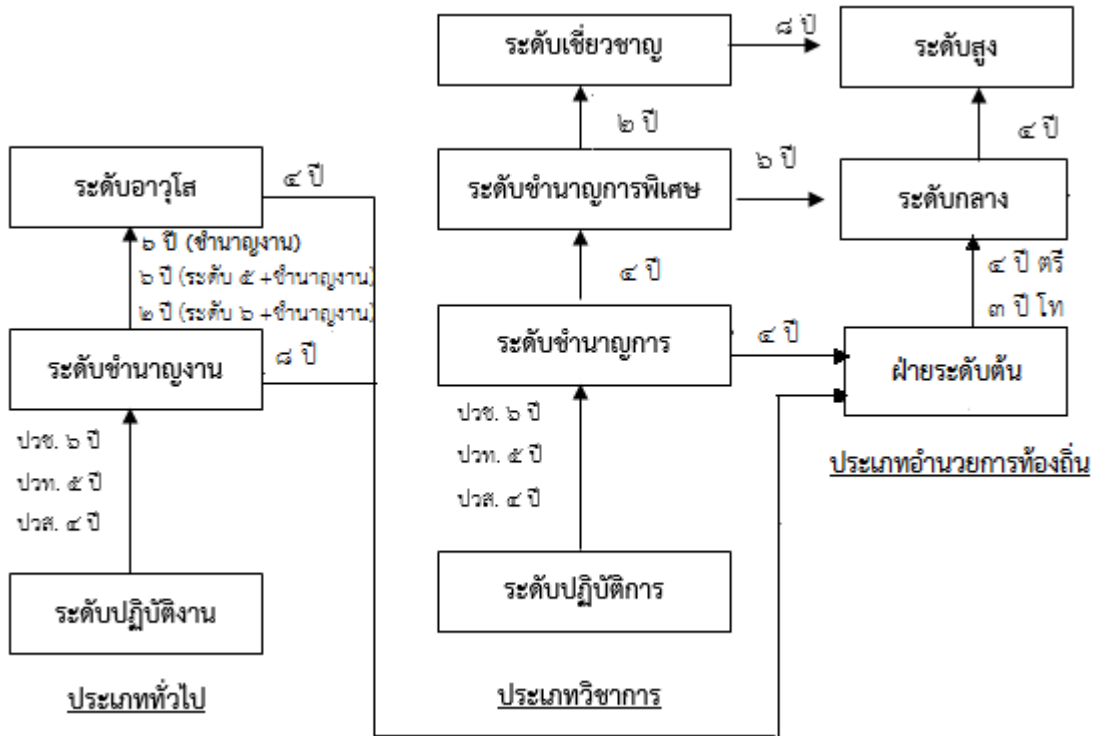 ระดับอาวุโส
๔ ปี
๖ ปี (ชำนาญงาน)
๖ ปี (ระดับ ๕ +ชำนาญงาน)
๒ ปี (ระดับ ๖ +ชำนาญงาน)
ระดับชำนาญงาน
๘ ปี
ปวช. ๖ ปี
ปวท. ๕ ปี
ปวส. ๔ ปี
ระดับปฏิบัติงาน
ประเภททั่วไป
ระดับเชี่ยวชาญ
๘ ปี
๒ ปี
ระดับชำนาญการพิเศษ
๖ ปี
๔ ปี
ระดับชำนาญการ
๔ ปี
ปวช. ๖ ปี
ปวท. ๕ ปี
ปวส. ๔ ปี
ระดับปฏิบัติการ
ประเภทวิชาการ
ระดับสูง
๔ ปี
ระดับกลาง
๔ ปี ตรี
๓ ปี โท
ฝ่ายระดับต้น
ประเภทอำนวยการท้องถิ่น